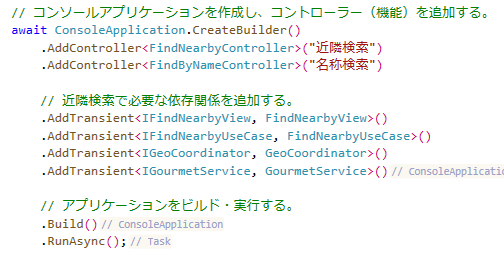 // コンソールアプリケーションを作成し、コントローラー（機能）を追加する。
await ConsoleApplication.CreateBuilder()
.AddController<FindNearbyController>("近隣検索")
.AddController<FindByNameController>("名称検索")
// 近隣検索で必要な依存関係を追加する。
.AddTransient<IFindNearbyView, FindNearbyView>()
.AddTransient<IFindNearbyUseCase, FindNearbyUseCase>()
.AddTransient<IGeoCoordinator, GeoCoordinator>()
.AddTransient<IGourmetService, GourmetService>() // ConsoleApplicatio
// アプリケーションをビルド・実行する。
.Build() // ConsoleApplication
.RunAsync(); // Task